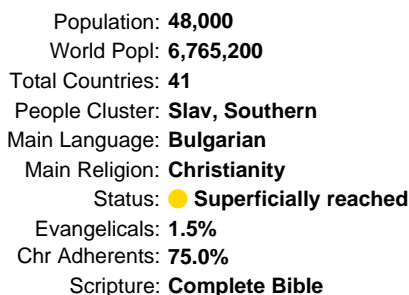 Population: 48,000
World Popl: 6,765,200
Total Countries: 41
People Cluster: Slav, Southern
Main Language: Bulgarian
Main Religion: Christianity
Status: Superficially reached
Evangelicals: 1.5%
Chr Adherents: 75.0%
Scripture: Complete Bible